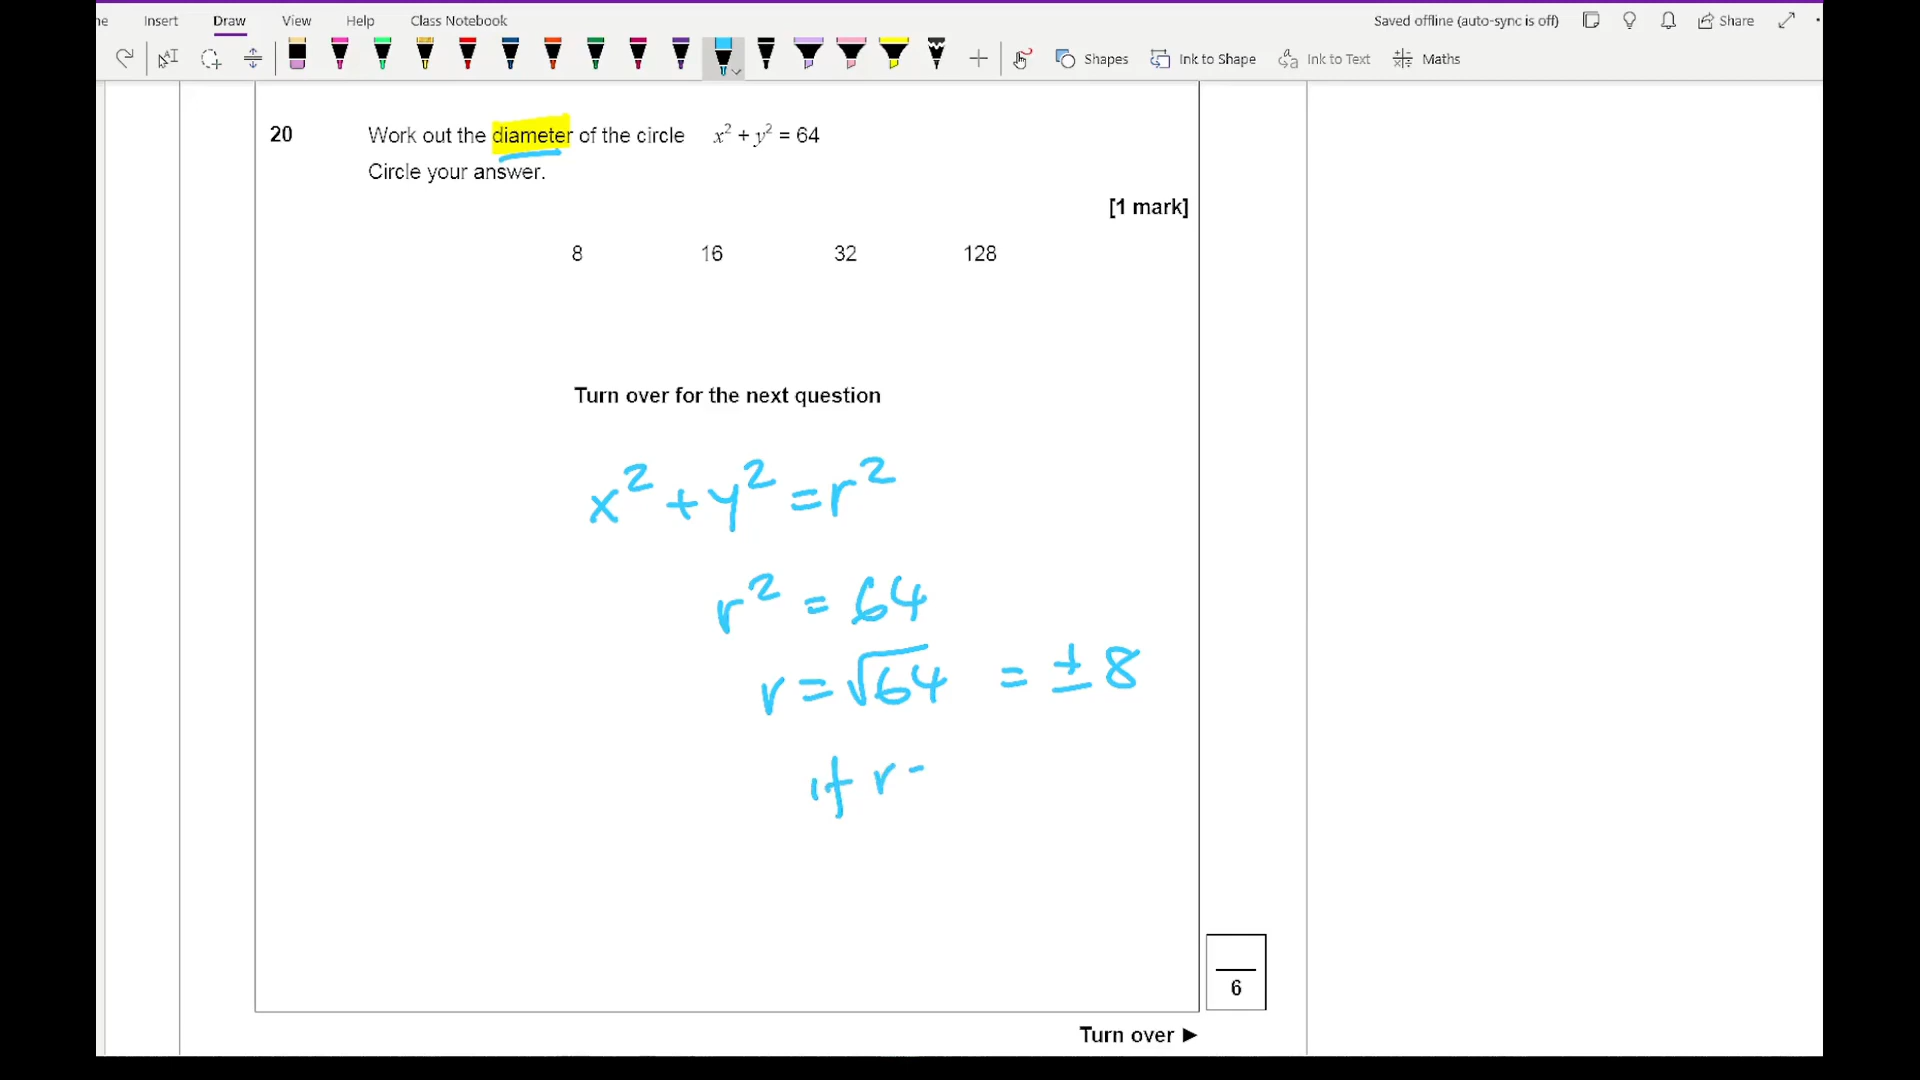 Insert Draw View Help Class Notebook Saved offline (auto-sync is off) Share
Shapes Ink to Shape Ink to Text Maths
20 Work out the diameter of the circle x² + y² = 64
Circle your answer.
[1 mark]
8 16 32 128
Turn over for the next question
x² + y² = r²
r² = 64
r = √64 = ± 8
if r -
6
Turn over ►